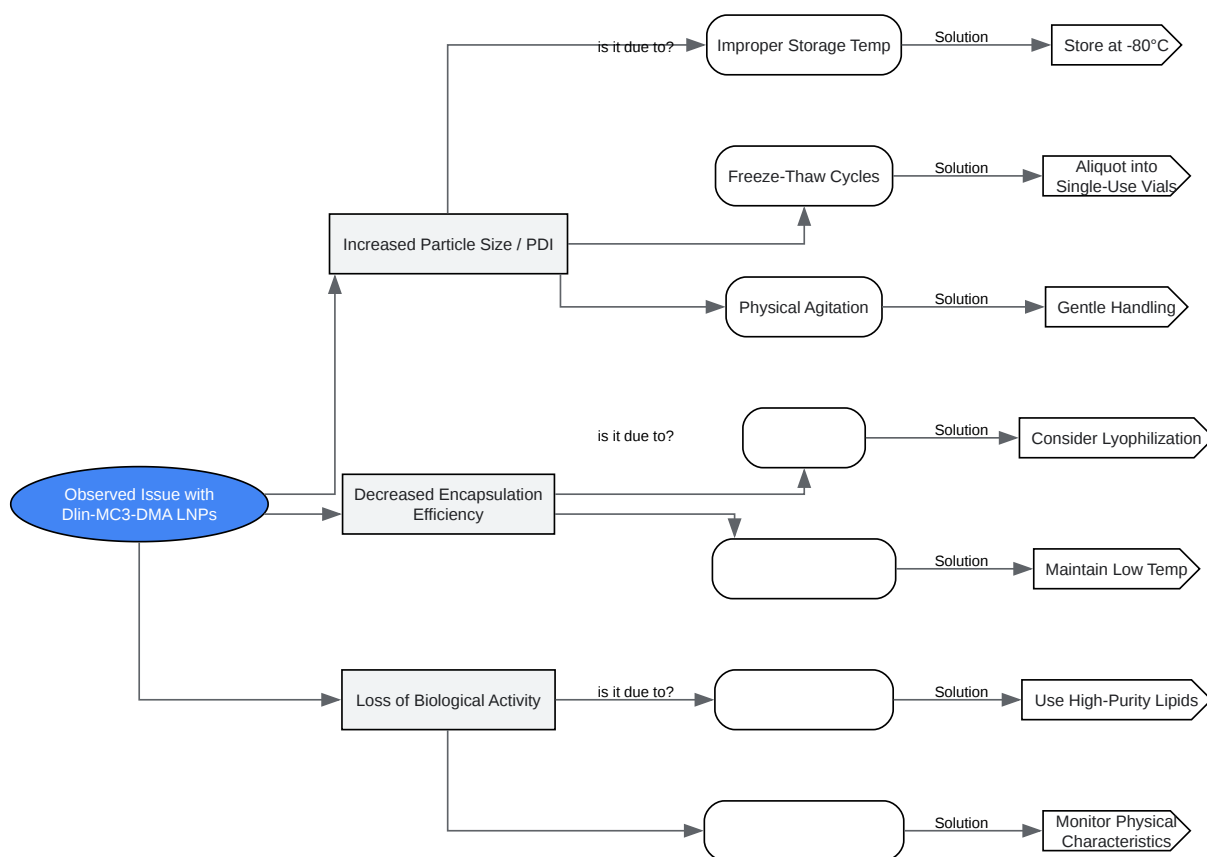 is it due to?
Improper Storage Temp
Solution
Store at -80°C
Freeze-Thaw Cycles
Solution
Aliquot into
Single-Use Vials
Increased Particle Size / PDI
Physical Agitation
Solution
Gentle Handling
is it due to?
Solution
Consider Lyophilization
Observed Issue with
Dlin-MC3-DMA LNPs
Decreased Encapsulation
Efficiency
Solution
Maintain Low Temp
Loss of Biological Activity
is it due to?
Solution
Use High-Purity Lipids
Solution
Monitor Physical
Characteristics